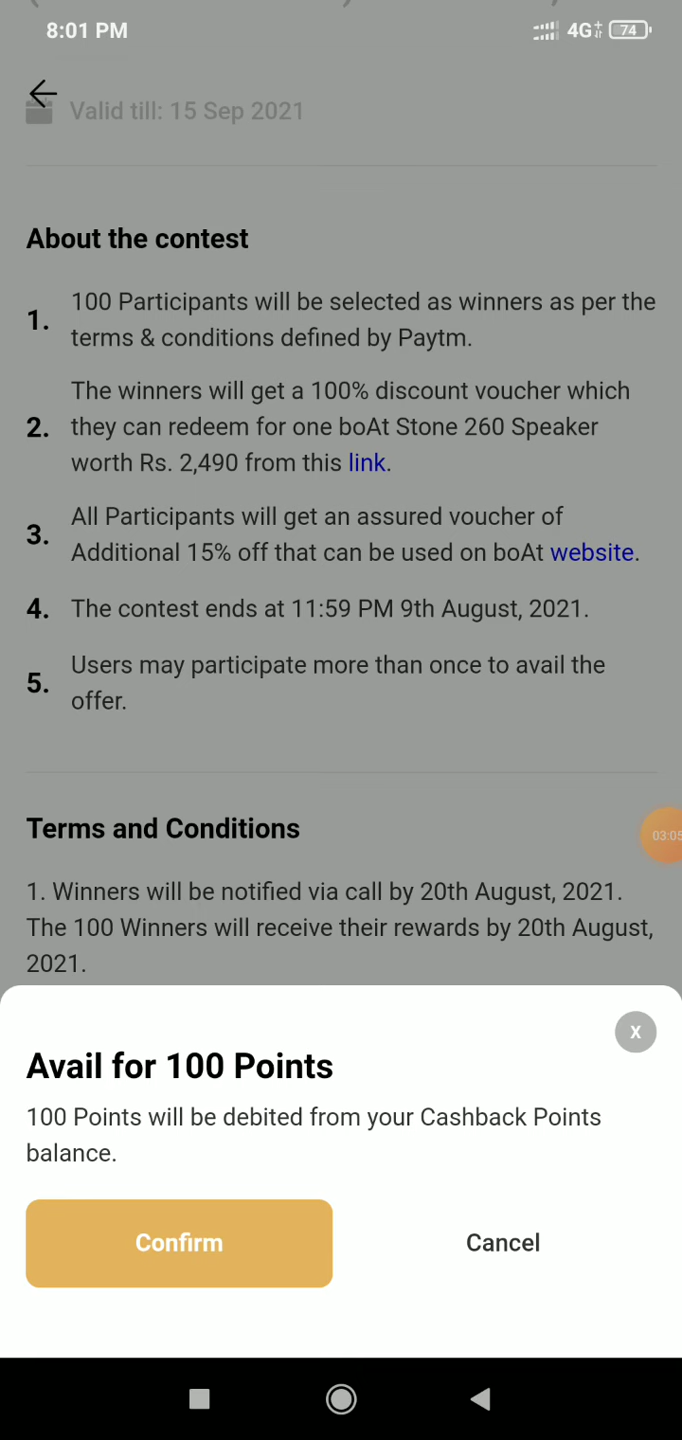 8:01 PM
4G+ 74
Valid till: 15 Sep 2021
About the contest
1. 100 Participants will be selected as winners as per the
terms & conditions defined by Paytm.
2. The winners will get a 100% discount voucher which
they can redeem for one boAt Stone 260 Speaker
worth Rs. 2,490 from this link.
3. All Participants will get an assured voucher of
Additional 15% off that can be used on boAt website.
4. The contest ends at 11:59 PM 9th August, 2021.
5. Users may participate more than once to avail the
offer.
Terms and Conditions
03:05
1. Winners will be notified via call by 20th August, 2021.
The 100 Winners will receive their rewards by 20th August,
2021.
X
Avail for 100 Points
100 Points will be debited from your Cashback Points
balance.
Confirm
Cancel